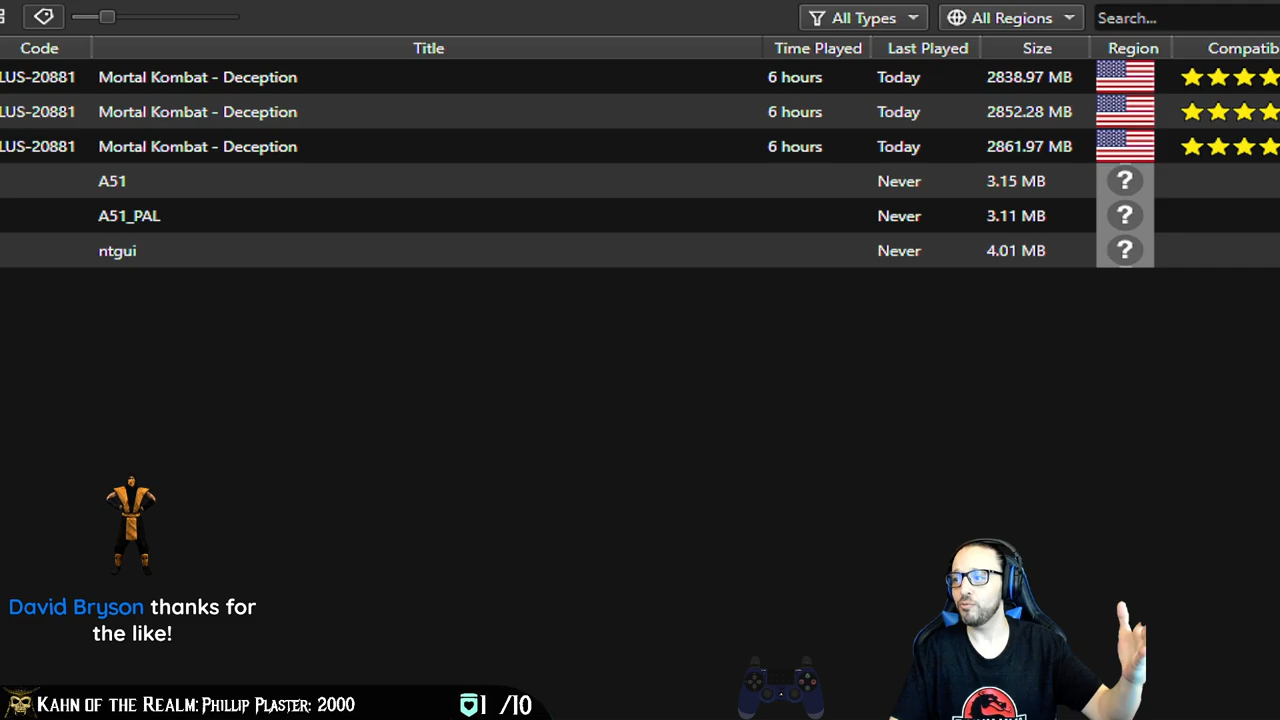 All Types All Regions Search...
Code Title Time Played Last Played Size Region Compatib
LUS-20881 Mortal Kombat - Deception 6 hours Today 2838.97 MB
LUS-20881 Mortal Kombat - Deception 6 hours Today 2852.28 MB
LUS-20881 Mortal Kombat - Deception 6 hours Today 2861.97 MB
A51 Never 3.15 MB ?
A51_PAL Never 3.11 MB ?
ntgui Never 4.01 MB ?
David Bryson thanks for
the like!
Kahn of the Realm: Phillip Plaster: 2000 1 /10